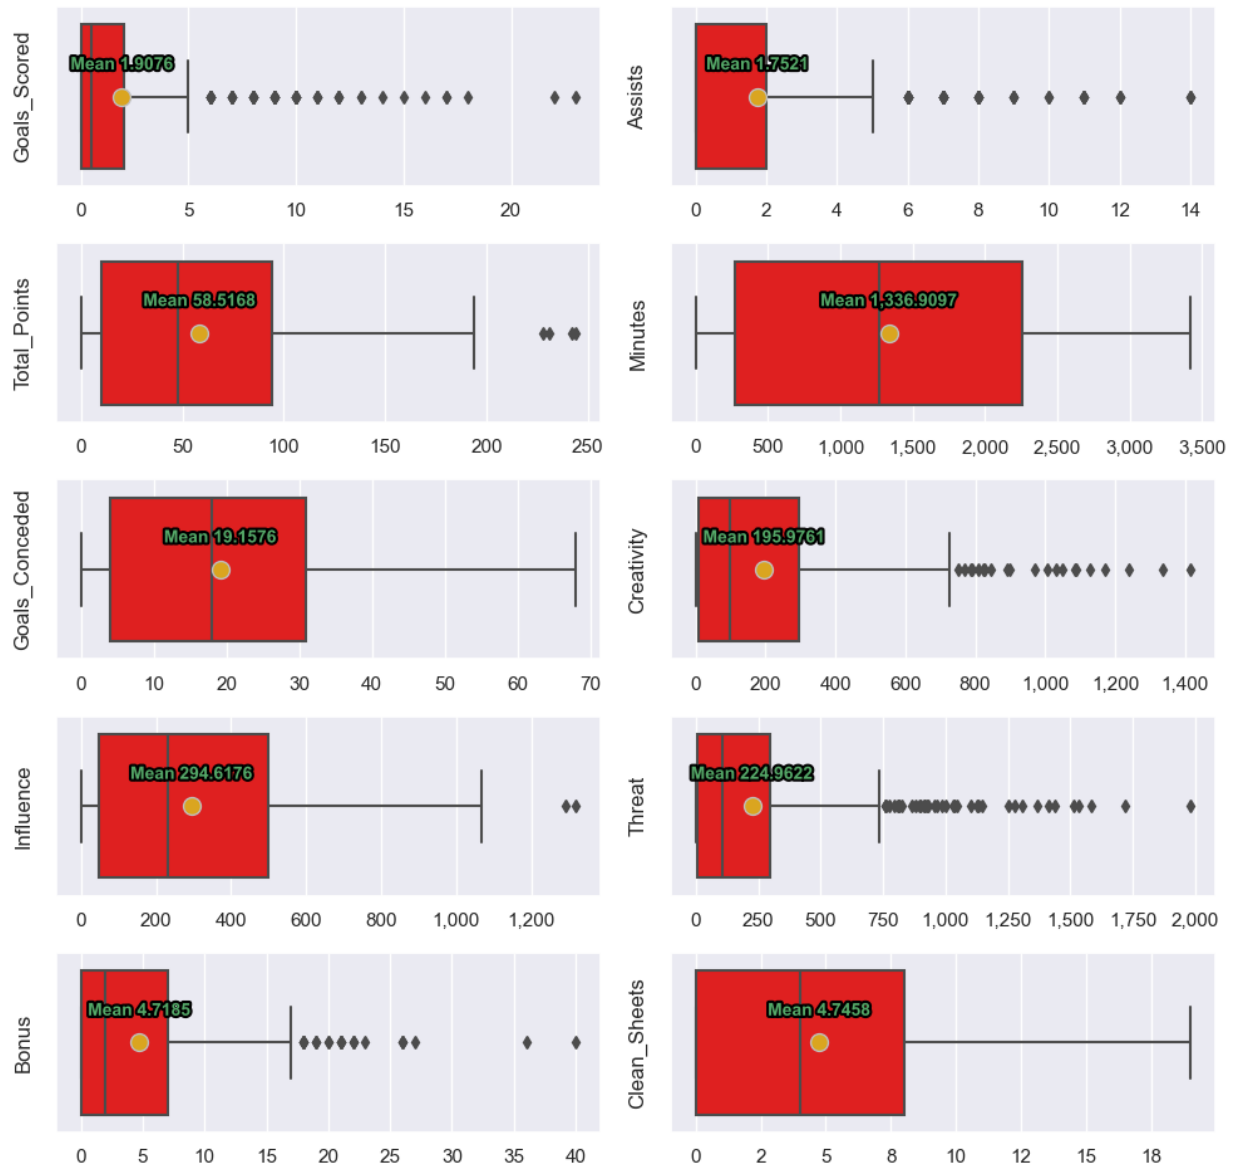 Goals_Scored
Mean 1.9076
0 5 10 15 20
Assists
Mean 1.7521
0 2 4 6 8 10 12 14
Total_Points
Mean 58.5168
0 50 100 150 200 250
Minutes
Mean 1,336.9097
0 500 1,000 1,500 2,000 2,500 3,000 3,500
Goals_Conceded
Mean 19.1576
0 10 20 30 40 50 60 70
Creativity
Mean 195.9761
0 200 400 600 800 1,000 1,200 1,400
Influence
Mean 294.6176
0 200 400 600 800 1,000 1,200
Threat
Mean 224.9622
0 250 500 750 1,000 1,250 1,500 1,750 2,000
Bonus
Mean 4.7185
0 5 10 15 20 25 30 35 40
Clean_Sheets
Mean 4.7458
0 2 5 8 10 12 15 18